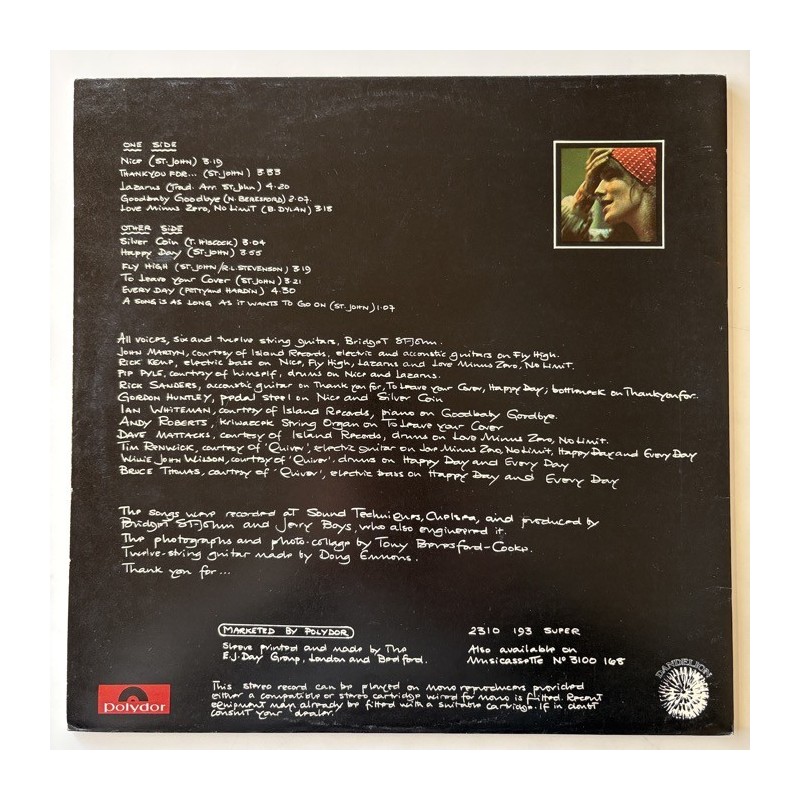 ONE SIDE
Nice (ST. JOHN) 3·19
THANKYOU FOR... (ST. JOHN) 3·53
Lazarus (Trad. Arr. St. John) 4·20
Goodbaby Goodbye (N. BERESFORD) 2·07.
Love Minus Zero, No Limit (B. DYLAN) 3·18
OTHER SIDE
Silver Coin (T. HISCOCK) 3·04
Happy Day (ST. JOHN) 3·55
FLY HIGH (ST. JOHN/R.L. STEVENSON) 3·19
To Leave Your Cover (ST. JOHN) 3·21
EVERY DAY (PETTY AND HARDIN) 4·30
A SONG IS AS LONG AS IT WANTS TO GO ON (ST. JOHN) 1·07
All voices, six and twelve string guitars, Bridget St·John.
JOHN MARTYN, courtesy of Island Records, electric and accoustic guitars on Fly High.
RICK KEMP, electric bass on Nice, Fly High, Lazarus and Love Minus Zero, No Limit.
PIP PYLE, courtesy of himself, drums on Nice and Lazarus.
RICK SANDERS, accoustic guitar on Thank you for, To Leave your Cover, Happy Day; bottleneck on Thankyoufor..
GORDON HUNTLEY, pedal steel on Nice and Silver Coin
IAN WHITEMAN, courtesy of Island Records, piano on Goodbaby Goodbye.
ANDY ROBERTS, kriwaczek String Organ on To Leave your Cover
DAVE MATTACKS, courtesy of Island Records, drums on Love Minus Zero, No Limit.
TIM RENWICK, courtesy of 'Quiver', electric guitar on Love Minus Zero, No Limit, Happy Day and Every Day
WILLIE JOHN WILSON, courtesy of 'Quiver', drums on Happy Day and Every Day
BRUCE THOMAS, courtesy of 'Quiver', electric bass on Happy Day and Every Day
The songs were recorded at Sound Techniques, Chelsea, and produced by
Bridget St·John and Jerry Boys, who also engineered it.
The photographs and photo-collage by Tony Beresford-Cooke.
Twelve-string guitar made by Doug Emmons.
Thank you for...
MARKETED BY POLYDOR
2310 193 SUPER
Sleeve printed and made by The
E.J. Day Group, London and Bedford.
Also available on
Musicassette No 3100 168
DANDELION
Polydor
This stereo record can be played on mono reproducers provided
either a compatible or stereo cartridge wired for mono is fitted. Recent
equipment may already be fitted with a suitable cartridge. If in doubt
consult your dealer.